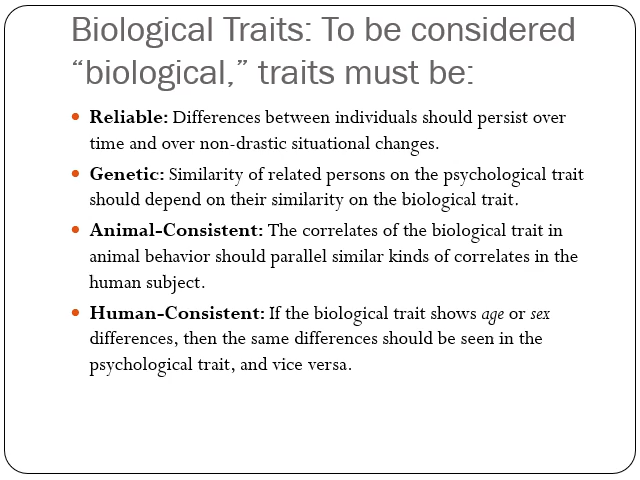 Biological Traits: To be considered
“biological,” traits must be:
• Reliable: Differences between individuals should persist over
time and over non-drastic situational changes.
• Genetic: Similarity of related persons on the psychological trait
should depend on their similarity on the biological trait.
• Animal-Consistent: The correlates of the biological trait in
animal behavior should parallel similar kinds of correlates in the
human subject.
• Human-Consistent: If the biological trait shows age or sex
differences, then the same differences should be seen in the
psychological trait, and vice versa.